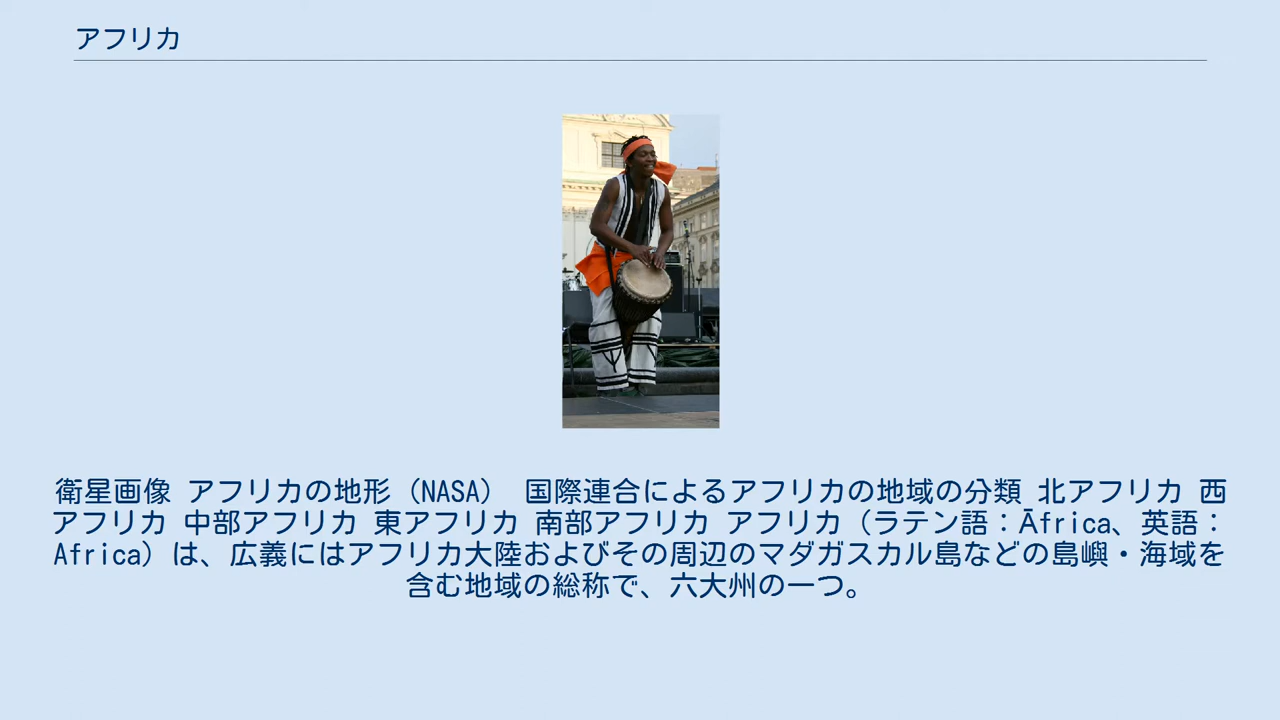 アフリカ
衛星画像 アフリカの地形（NASA） 国際連合によるアフリカの地域の分類 北アフリカ 西
アフリカ 中部アフリカ 東アフリカ 南部アフリカ アフリカ（ラテン語：Āfrica、英語：
Africa）は、広義にはアフリカ大陸およびその周辺のマダガスカル島などの島嶼・海域を
含む地域の総称で、六大州の一つ。